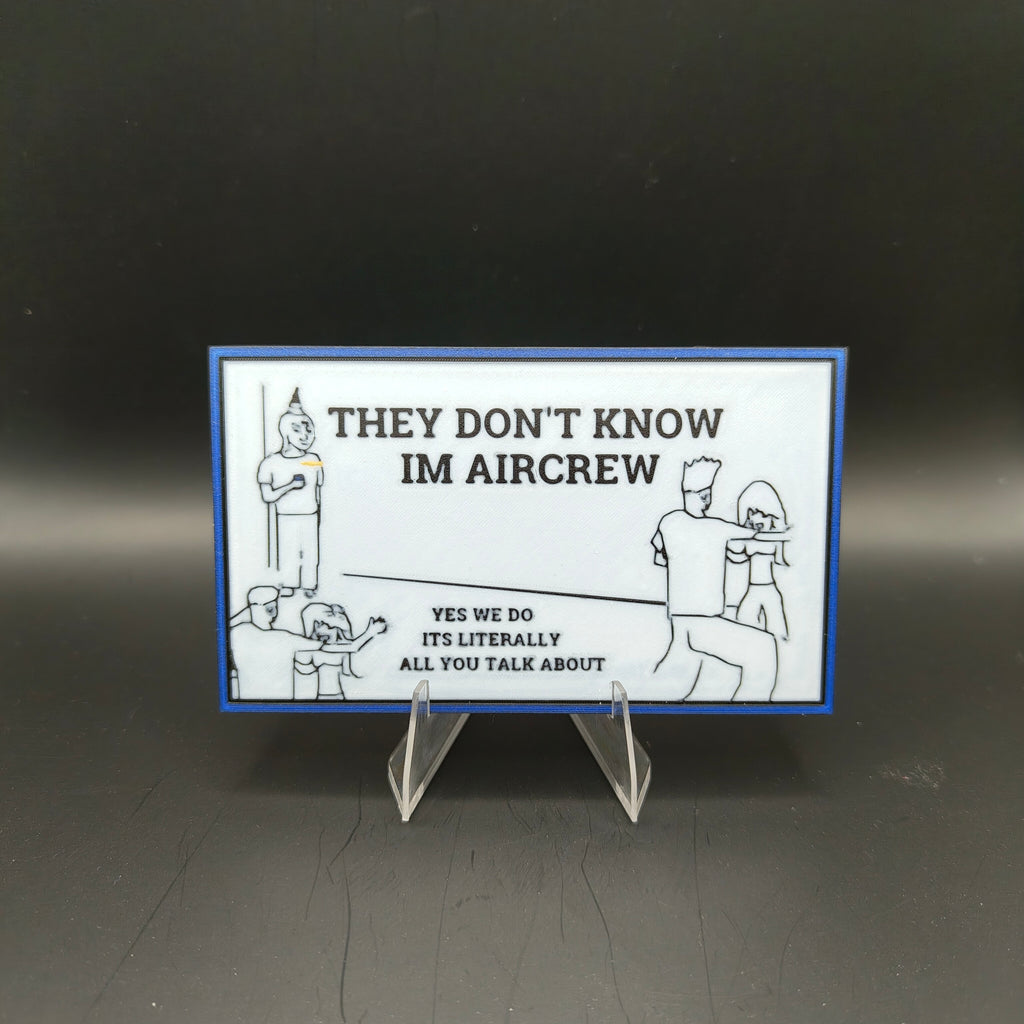 THEY DON'T KNOW
IM AIRCREW
YES WE DO
ITS LITERALLY
ALL YOU TALK ABOUT